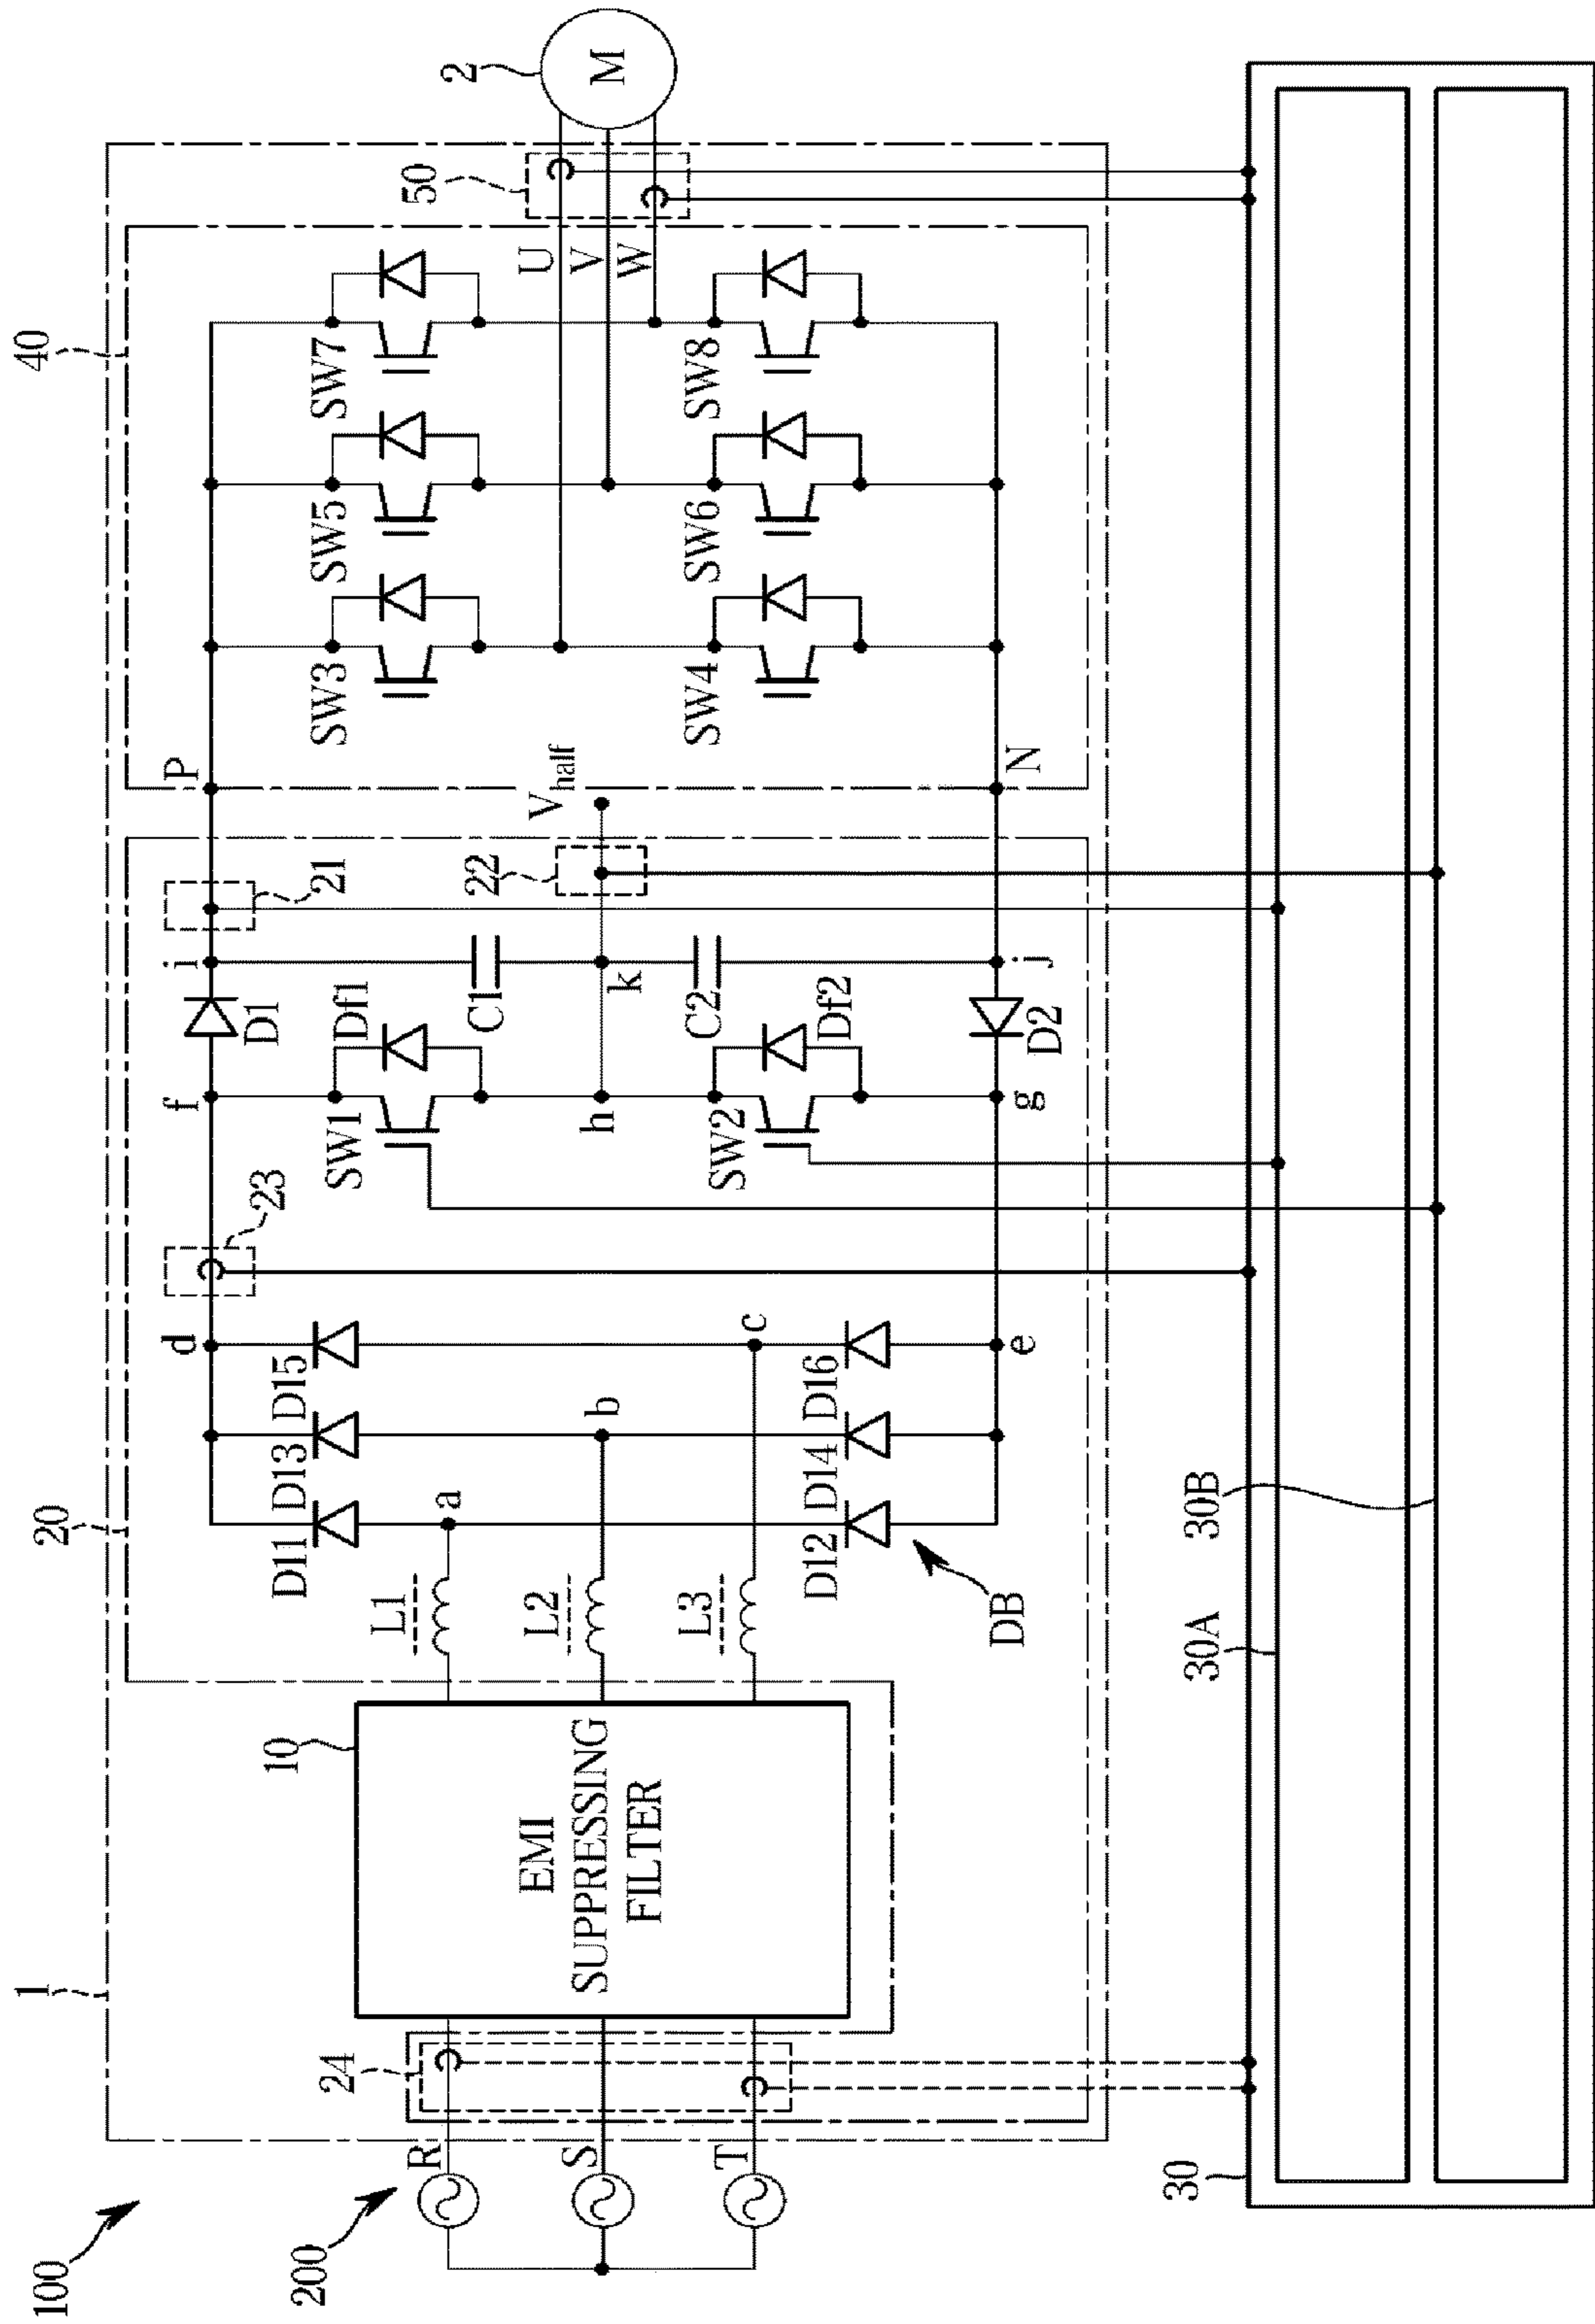 100
1
20
40
200
R
S
T
24
10
EMI
SUPPRESSING
FILTER
L1
L2
L3
D11
D13
D15
a
b
c
D12
D14
D16
DB
d
e
23
f
SW1
Df1
h
SW2
Df2
g
D1
D2
i
C1
k
C2
j
21
22
V half
P
N
SW3
SW5
SW7
SW4
SW6
SW8
U
V
W
50
2
M
30
30A
30B